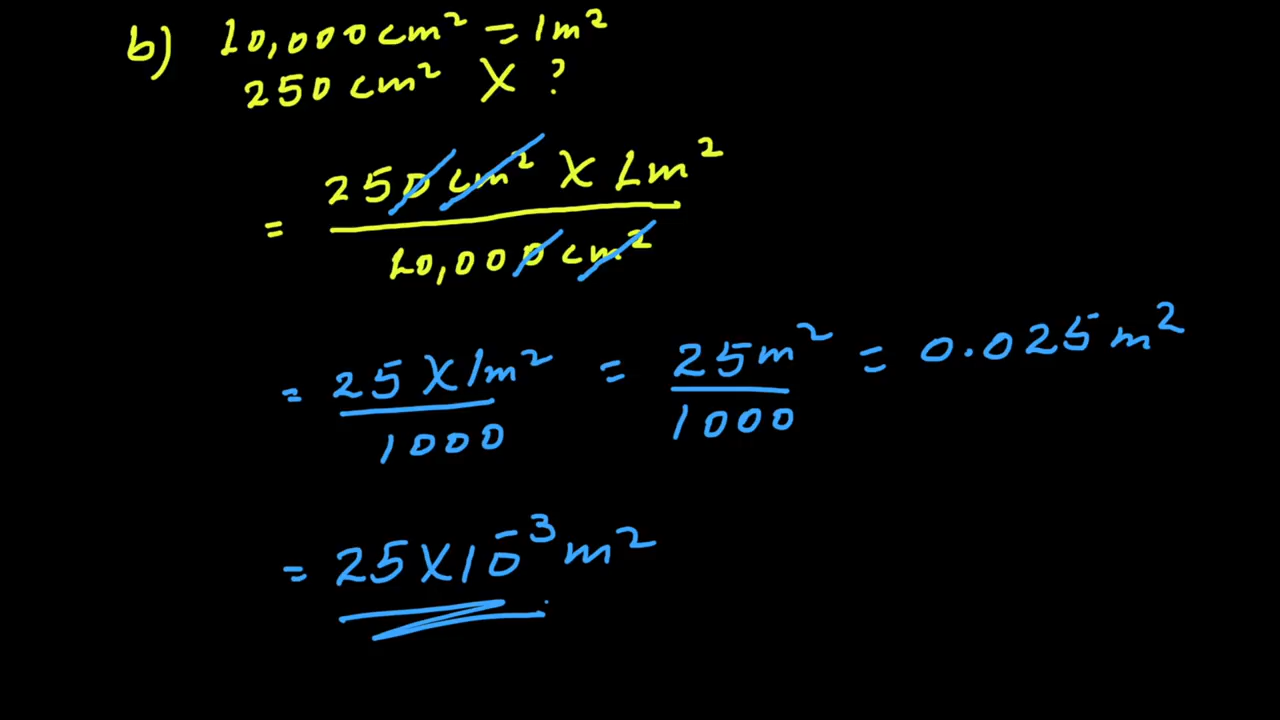 b) 10,000 cm² = 1m²
250 cm² X ?
250 cm² X 1m²
=
10,000 cm²
= 25 X 1m² = 25m² = 0.025 m²
1000 1000
= 25 X 10⁻³ m²